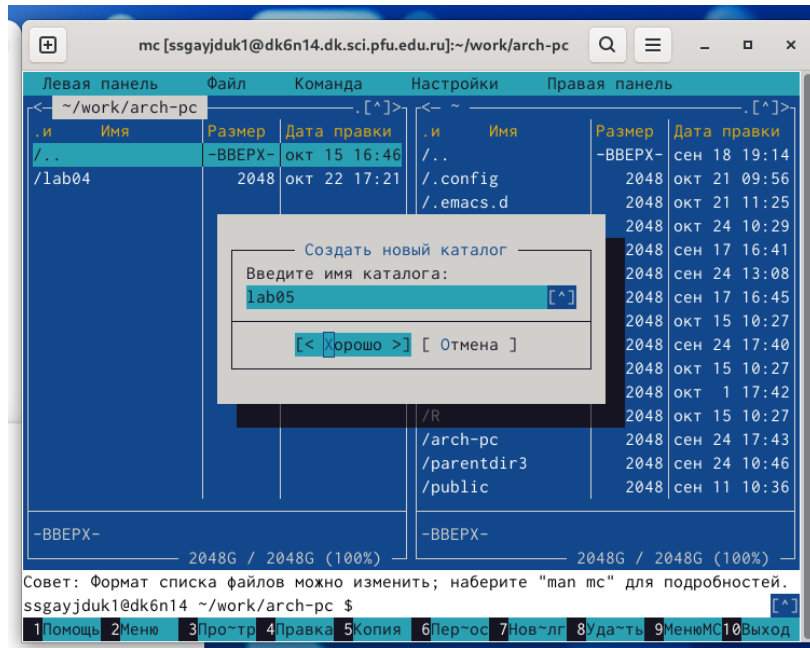 mc [ssgayjduk1@dk6n14.dk.sci.pfu.edu.ru]:~/work/arch-pc
Левая панель Файл Команда Настройки Правая панель
<─ ~/work/arch-pc .[^]> <─ ~ .[^]>
.и Имя Размер Дата правки .и Имя Размер Дата правки
/.. -ВВЕРХ- окт 15 16:46 /.. -ВВЕРХ- сен 18 19:14
/lab04 2048 окт 22 17:21 /.config 2048 окт 21 09:56
/.emacs.d 2048 окт 21 11:25
2048 окт 24 10:29
Создать новый каталог 2048 сен 17 16:41
Введите имя каталога: 2048 сен 24 13:08
lab05 [^] 2048 сен 17 16:45
2048 окт 15 10:27
[< Хорошо >] [ Отмена ] 2048 сен 24 17:40
2048 окт 15 10:27
2048 окт 1 17:42
/R 2048 окт 15 10:27
/arch-pc 2048 сен 24 17:43
/parentdir3 2048 сен 24 10:46
/public 2048 сен 11 10:36
-ВВЕРХ- -ВВЕРХ-
2048G / 2048G (100%) 2048G / 2048G (100%)
Совет: Формат списка файлов можно изменить; наберите "man mc" для подробностей.
ssgayjduk1@dk6n14 ~/work/arch-pc $ [^]
1Помощь 2Меню 3Про~тр 4Правка 5Копия 6Пер~ос 7Нов~лг 8Уда~ть 9МенюMC 10Выход